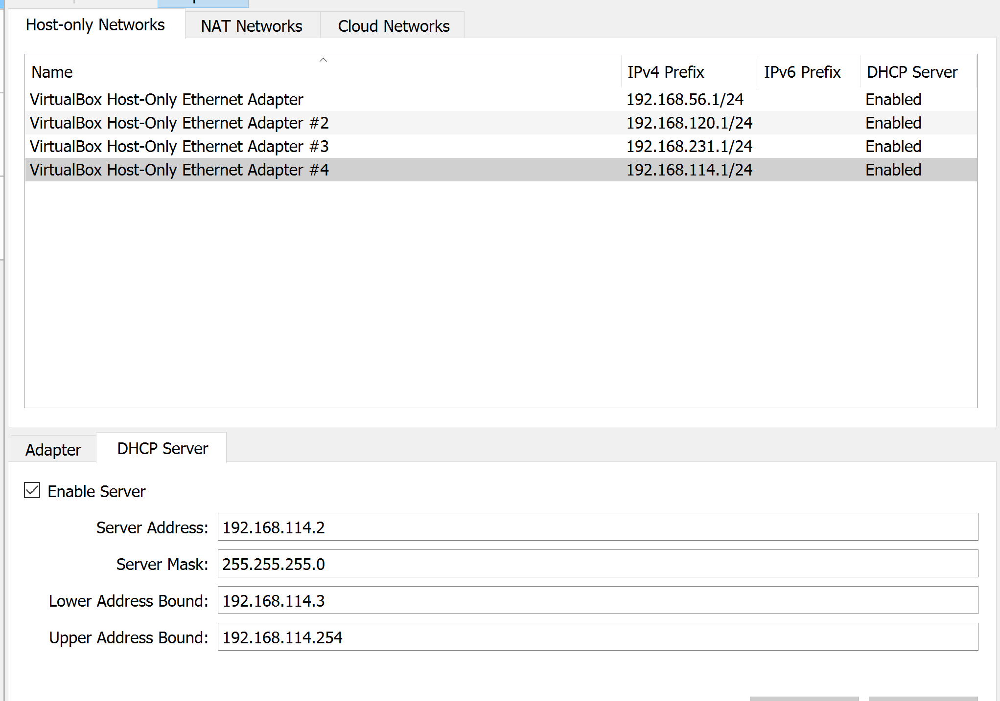 Host-only Networks NAT Networks Cloud Networks
Name IPv4 Prefix IPv6 Prefix DHCP Server
VirtualBox Host-Only Ethernet Adapter 192.168.56.1/24 Enabled
VirtualBox Host-Only Ethernet Adapter #2 192.168.120.1/24 Enabled
VirtualBox Host-Only Ethernet Adapter #3 192.168.231.1/24 Enabled
VirtualBox Host-Only Ethernet Adapter #4 192.168.114.1/24 Enabled
Adapter DHCP Server
Enable Server
Server Address: 192.168.114.2
Server Mask: 255.255.255.0
Lower Address Bound: 192.168.114.3
Upper Address Bound: 192.168.114.254